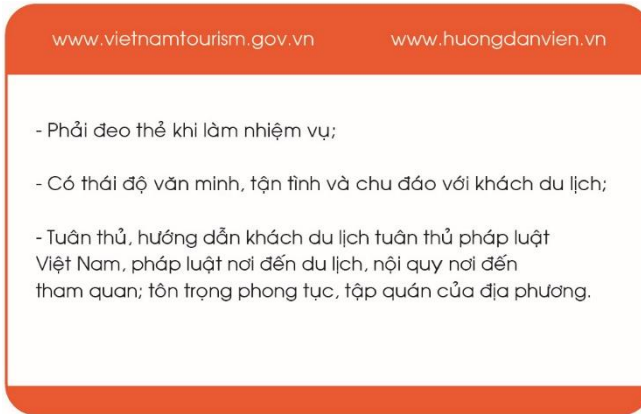 www.vietnamtourism.gov.vn www.huongdanvien.vn
- Phải đeo thẻ khi làm nhiệm vụ;
- Có thái độ văn minh, tận tình và chu đáo với khách du lịch;
- Tuân thủ, hướng dẫn khách du lịch tuân thủ pháp luật
Việt Nam, pháp luật nơi đến du lịch, nội quy nơi đến
tham quan; tôn trọng phong tục, tập quán của địa phương.